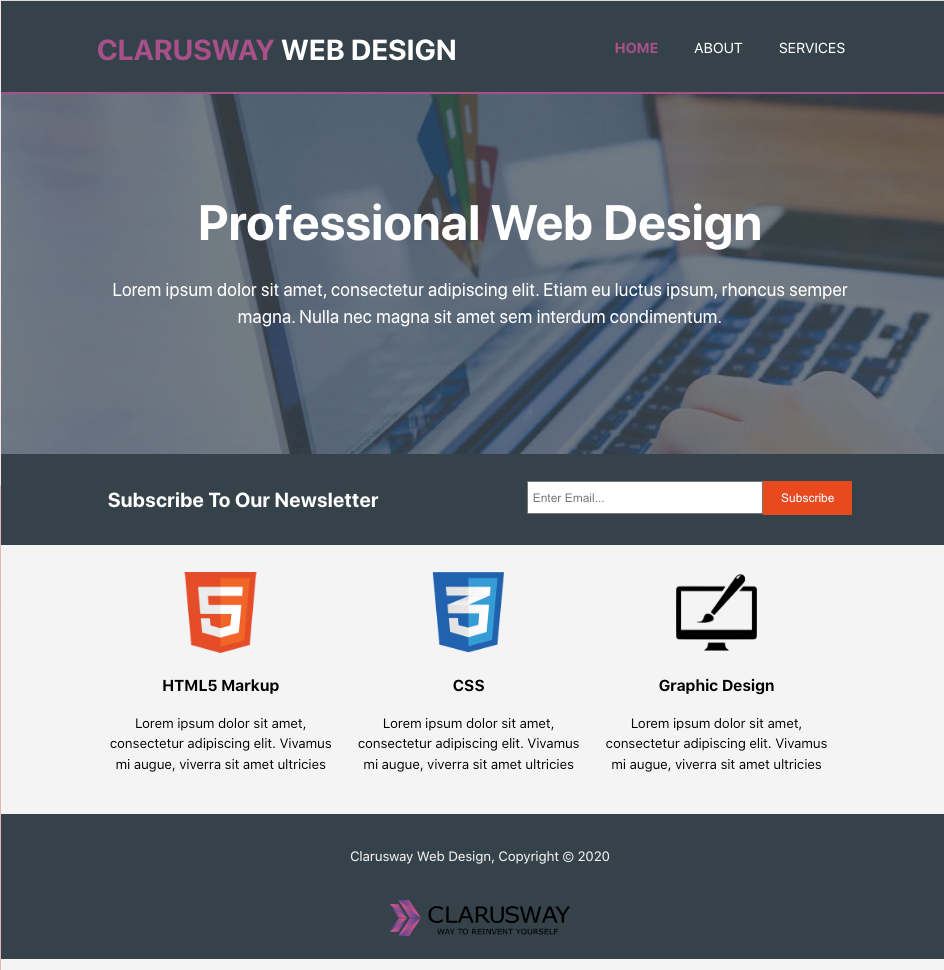 CLARUSWAY WEB DESIGN
HOME ABOUT SERVICES
Professional Web Design
Lorem ipsum dolor sit amet, consectetur adipiscing elit. Etiam eu luctus ipsum, rhoncus semper
magna. Nulla nec magna sit amet sem interdum condimentum.
Subscribe To Our Newsletter
Enter Email...
Subscribe
5
3
HTML5 Markup
Lorem ipsum dolor sit amet,
consectetur adipiscing elit. Vivamus
mi augue, viverra sit amet ultricies
CSS
Lorem ipsum dolor sit amet,
consectetur adipiscing elit. Vivamus
mi augue, viverra sit amet ultricies
Graphic Design
Lorem ipsum dolor sit amet,
consectetur adipiscing elit. Vivamus
mi augue, viverra sit amet ultricies
Clarusway Web Design, Copyright © 2020
CLARUSWAY
WAY TO REINVENT YOURSELF